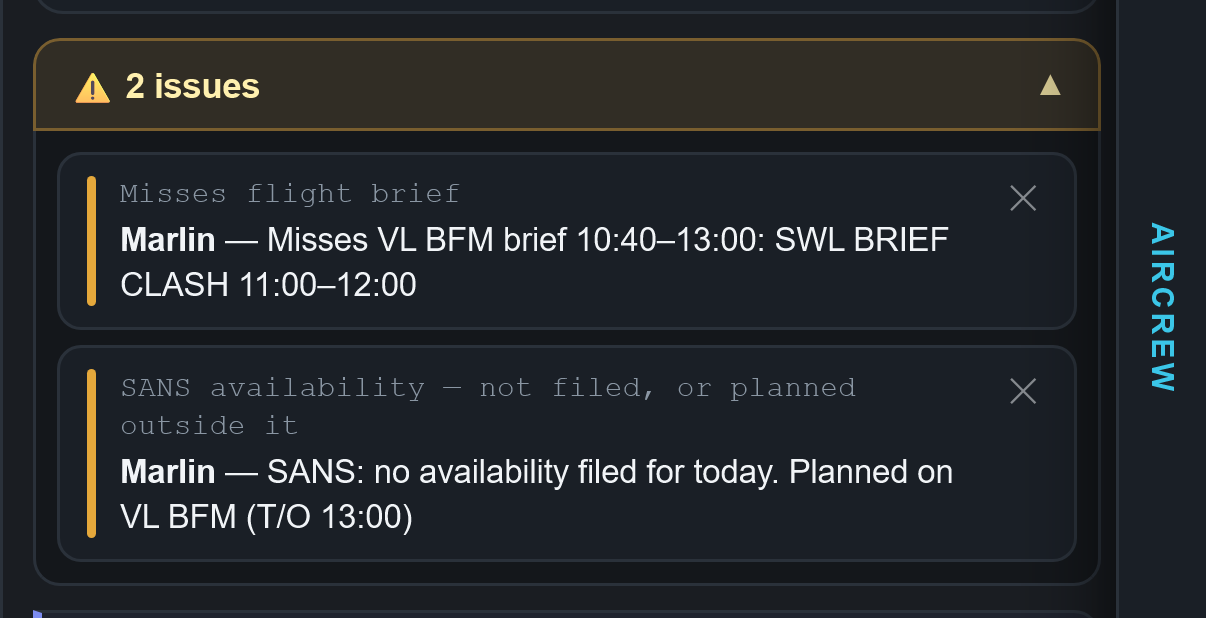 ⚠️ 2 issues ▲
Misses flight brief
Marlin — Misses VL BFM brief 10:40–13:00: SWL BRIEF
CLASH 11:00–12:00
SANS availability — not filed, or planned
outside it
Marlin — SANS: no availability filed for today. Planned on
VL BFM (T/O 13:00)
AIRCREW